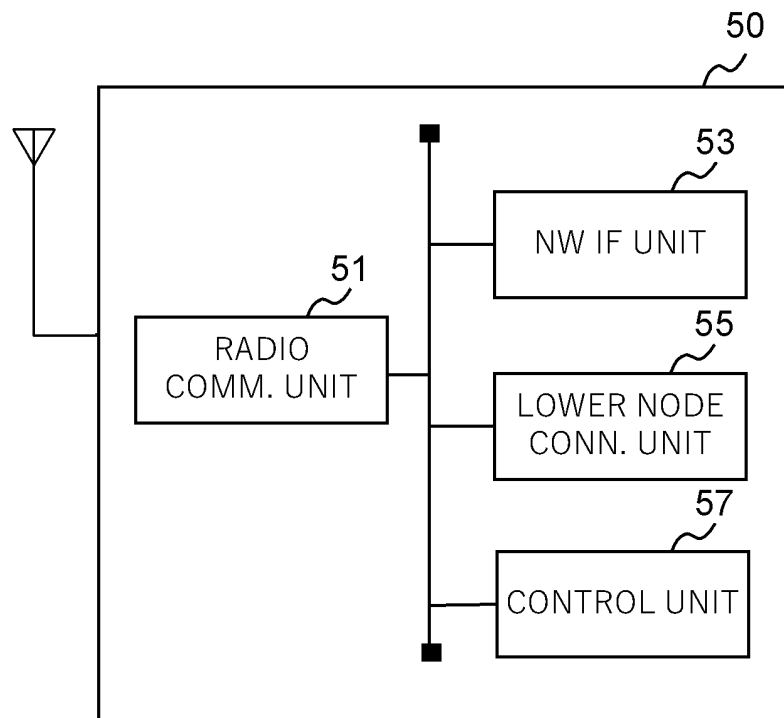 50
53
NW IF UNIT
51
RADIO
COMM. UNIT
55
LOWER NODE
CONN. UNIT
57
CONTROL UNIT